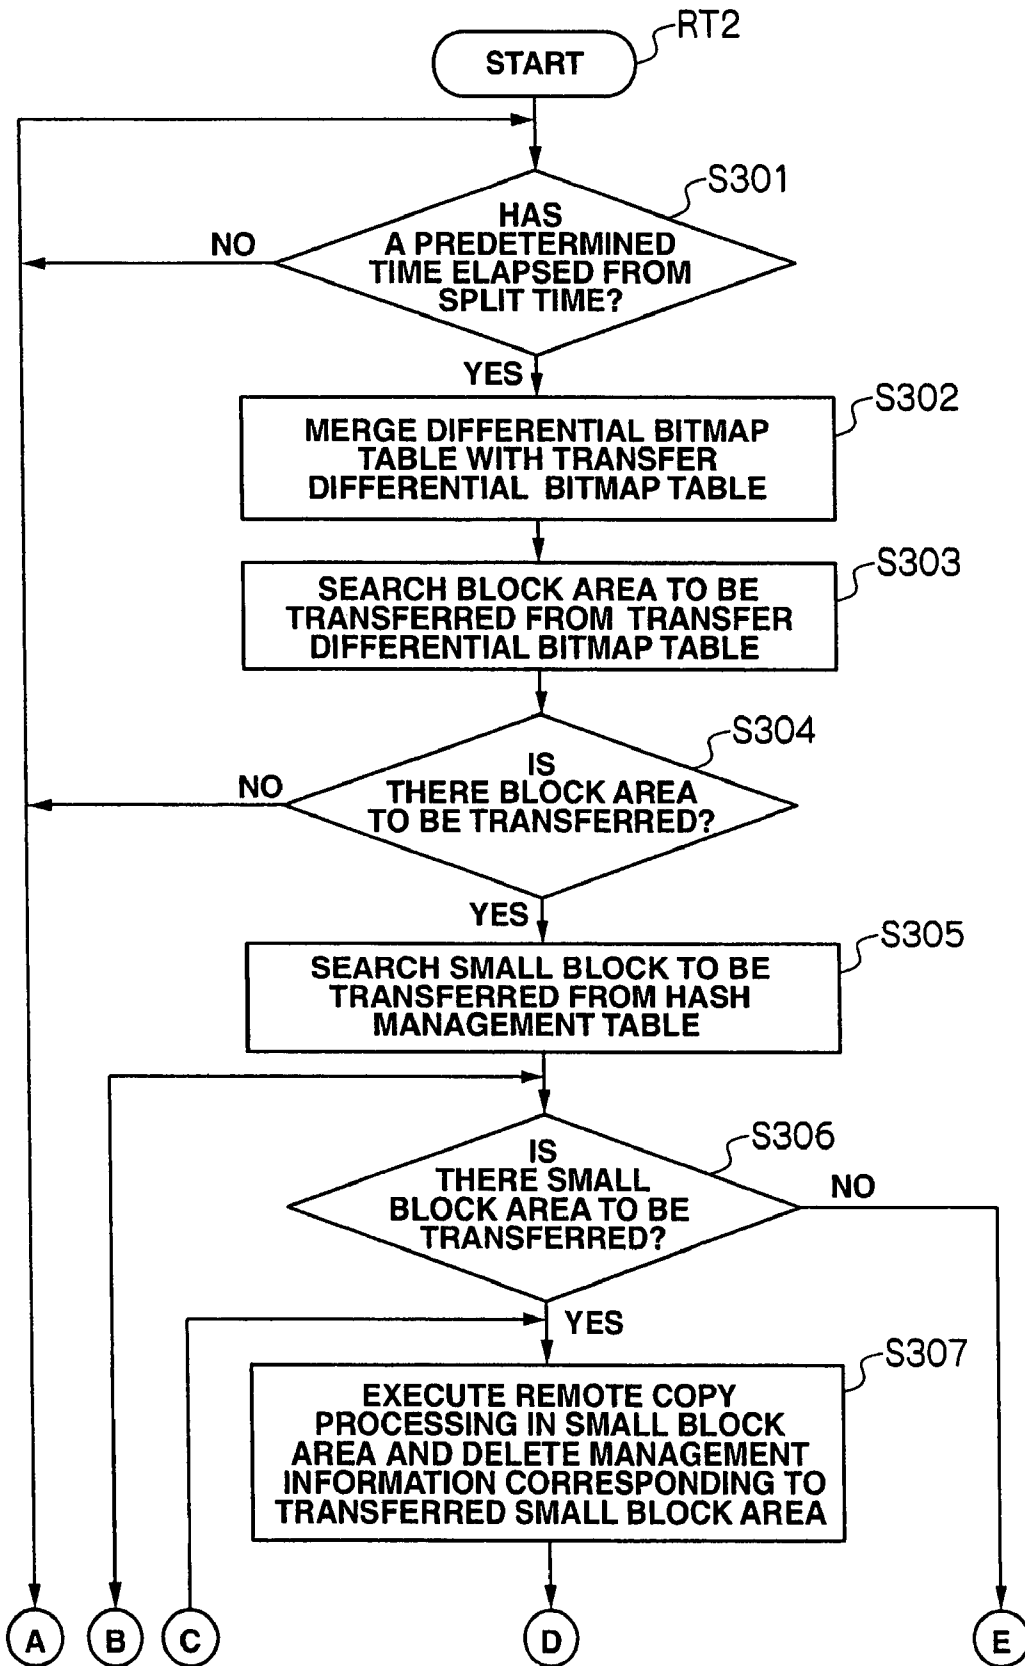 RT2
START
S301
HAS
A PREDETERMINED
TIME ELAPSED FROM
SPLIT TIME?
NO
YES
S302
MERGE DIFFERENTIAL BITMAP
TABLE WITH TRANSFER
DIFFERENTIAL BITMAP TABLE
S303
SEARCH BLOCK AREA TO BE
TRANSFERRED FROM TRANSFER
DIFFERENTIAL BITMAP TABLE
S304
IS
THERE BLOCK AREA
TO BE TRANSFERRED?
NO
YES
S305
SEARCH SMALL BLOCK TO BE
TRANSFERRED FROM HASH
MANAGEMENT TABLE
S306
IS
THERE SMALL
BLOCK AREA TO BE
TRANSFERRED?
NO
YES
S307
EXECUTE REMOTE COPY
PROCESSING IN SMALL BLOCK
AREA AND DELETE MANAGEMENT
INFORMATION CORRESPONDING TO
TRANSFERRED SMALL BLOCK AREA
A B C D E